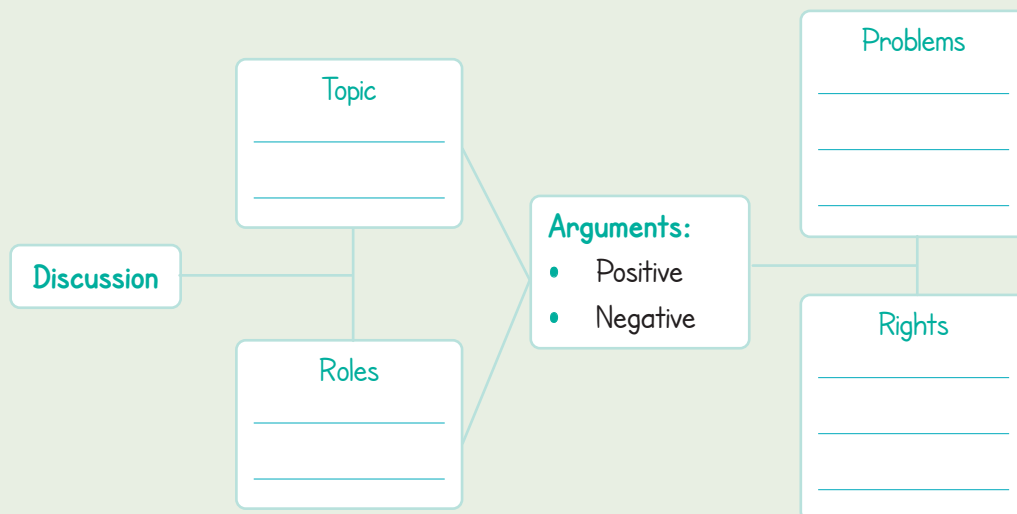 Discussion
Topic
Roles
Arguments:
• Positive
• Negative
Problems
Rights